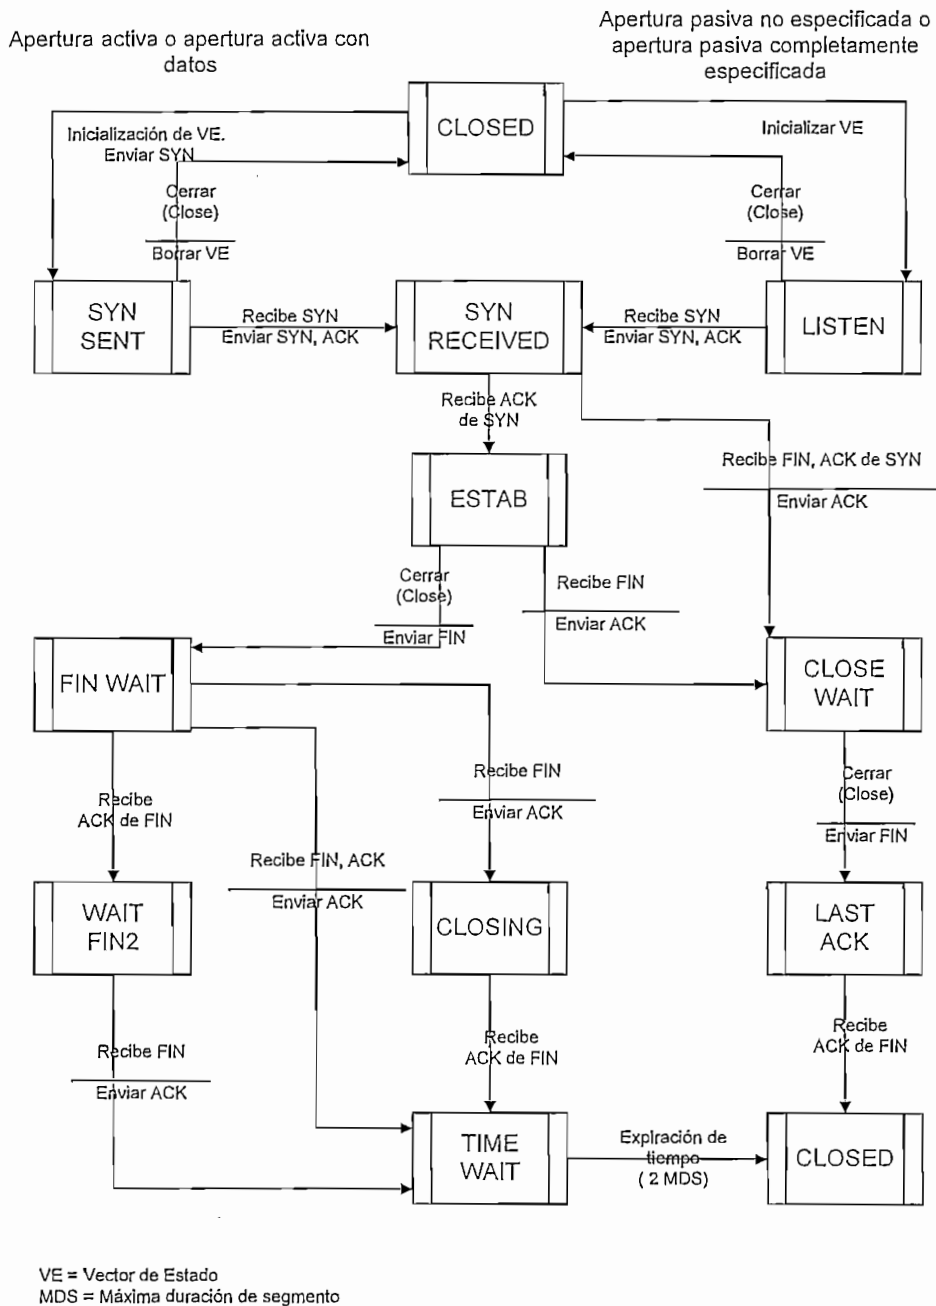 Apertura activa o apertura activa con
datos
Apertura pasiva no especificada o
apertura pasiva completamente
especificada
CLOSED
Inicialización de VE.
Enviar SYN
Inicializar VE
Cerrar
(Close)
Borrar VE
Cerrar
(Close)
Borrar VE
SYN
SENT
Recibe SYN
Enviar SYN, ACK
SYN
RECEIVED
Recibe SYN
Enviar SYN, ACK
LISTEN
Recibe ACK
de SYN
Recibe FIN, ACK de SYN
Enviar ACK
ESTAB
Cerrar
(Close)
Enviar FIN
Recibe FIN
Enviar ACK
FIN WAIT
CLOSE
WAIT
Recibe
ACK de FIN
Recibe FIN
Enviar ACK
Cerrar
(Close)
Enviar FIN
Recibe FIN, ACK
Enviar ACK
WAIT
FIN2
CLOSING
LAST
ACK
Recibe FIN
Enviar ACK
Recibe
ACK de FIN
Recibe
ACK de FIN
TIME
WAIT
Expiración de
tiempo
( 2 MDS)
CLOSED
VE = Vector de Estado
MDS = Máxima duración de segmento